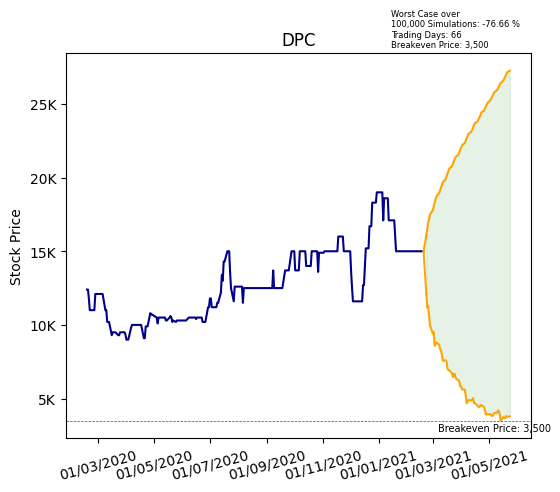 Worst Case over
100,000 Simulations: -76.66 %
Trading Days: 66
Breakeven Price: 3,500
DPC
Stock Price
25K
20K
15K
10K
5K
Breakeven Price: 3,500
01/03/2020
01/05/2020
01/07/2020
01/09/2020
01/11/2020
01/01/2021
01/03/2021
01/05/2021